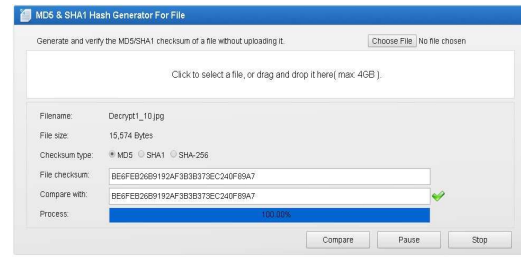 MD5 & SHA1 Hash Generator For File
Generate and verify the MD5/SHA1 checksum of a file without uploading it. Choose File No file chosen
Click to select a file, or drag and drop it here( max: 4GB ).
Filename: Decrypt1_10.jpg
File size: 15,574 Bytes
Checksum type: MD5 SHA1 SHA-256
File checksum: BE6FEB26B9192AF3B3B373EC240F89A7
Compare with: BE6FEB26B9192AF3B3B373EC240F89A7
Process: 100.00%
Compare Pause Stop